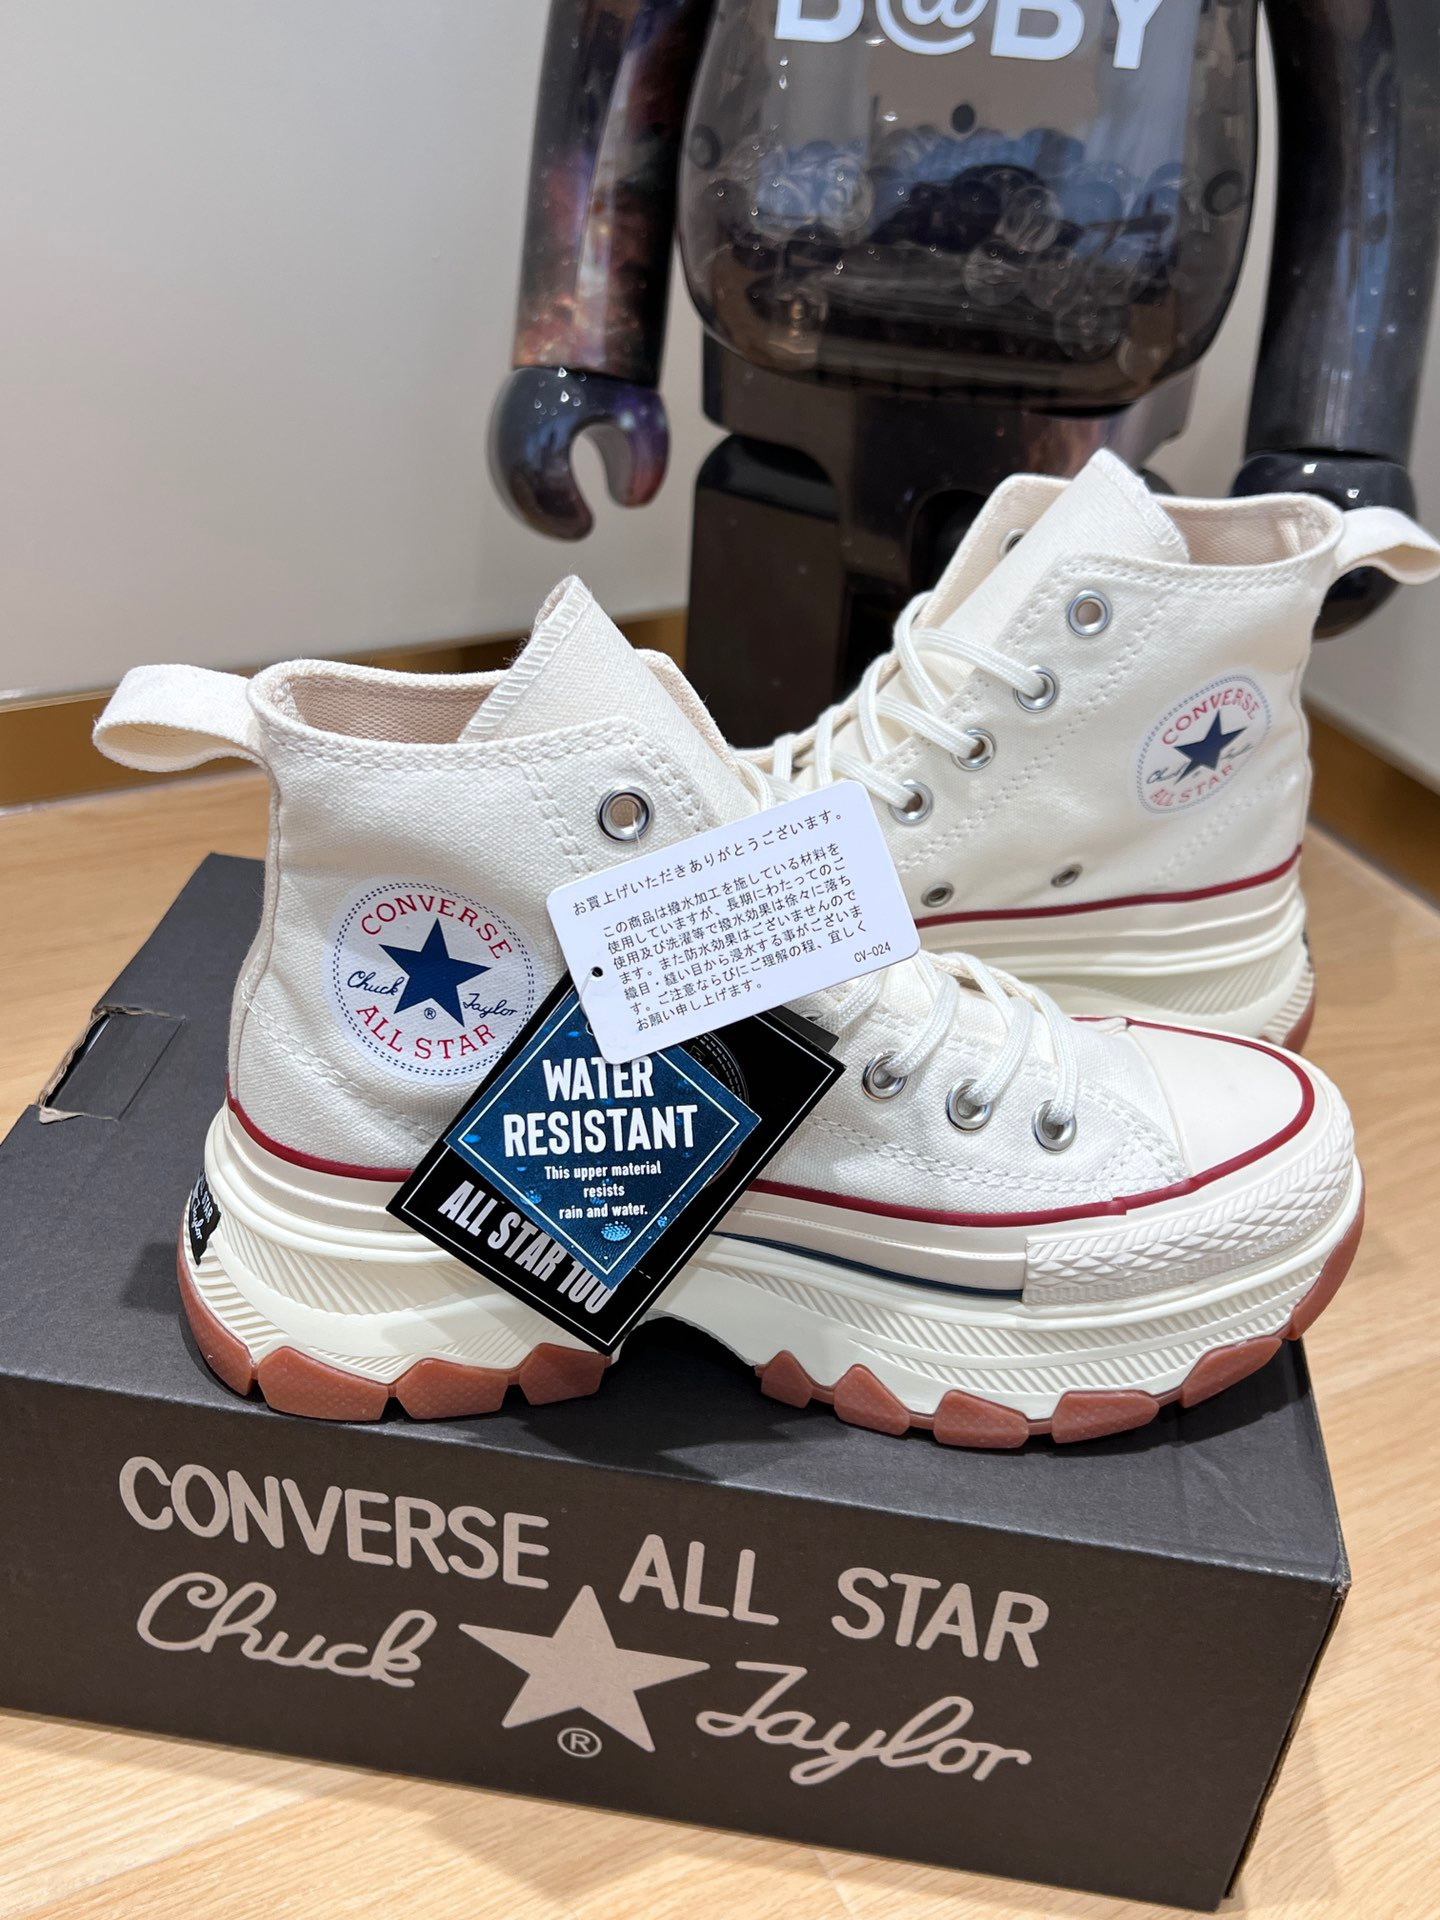 B@BY
CONVERSE
Chuck Taylor
ALL STAR
CONVERSE
Chuck Taylor
®
ALL STAR
お買上げいただきありがとうございます。
この商品は撥水加工を施している材料を
使用していますが、長期にわたってのご
使用及び洗濯等で撥水効果は徐々に落ち
ます。また防水効果はございませんので
織目・縫い目から浸水する事がございま
す。ご注意ならびにご理解の程、宜しく
お願い申し上げます。
CV-024
WATER
RESISTANT
This upper material
resists
rain and water.
ALL STAR 100
ALL STAR
Taylor
CONVERSE ALL STAR
Chuck Taylor
®